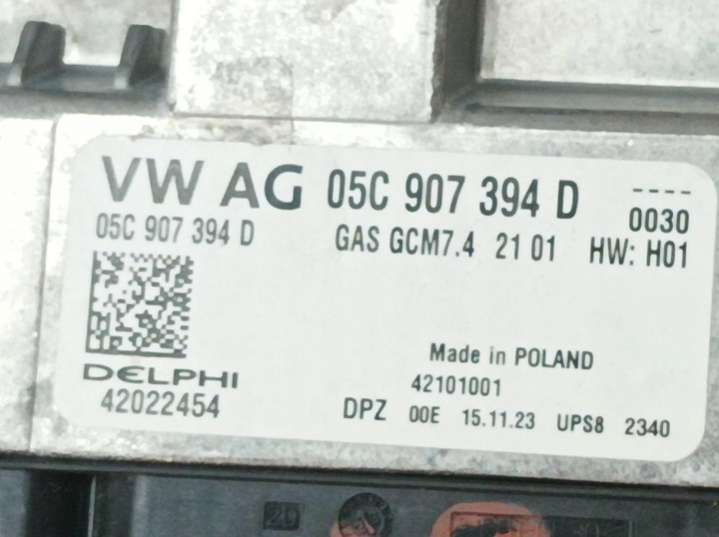 VW AG 05C 907 394 D ----
05C 907 394 D GAS GCM7.4 21 01 HW: H01
0030
DELPHI
42022454
Made in POLAND
42101001
DPZ 00E 15.11.23 UPS8 2340
2D